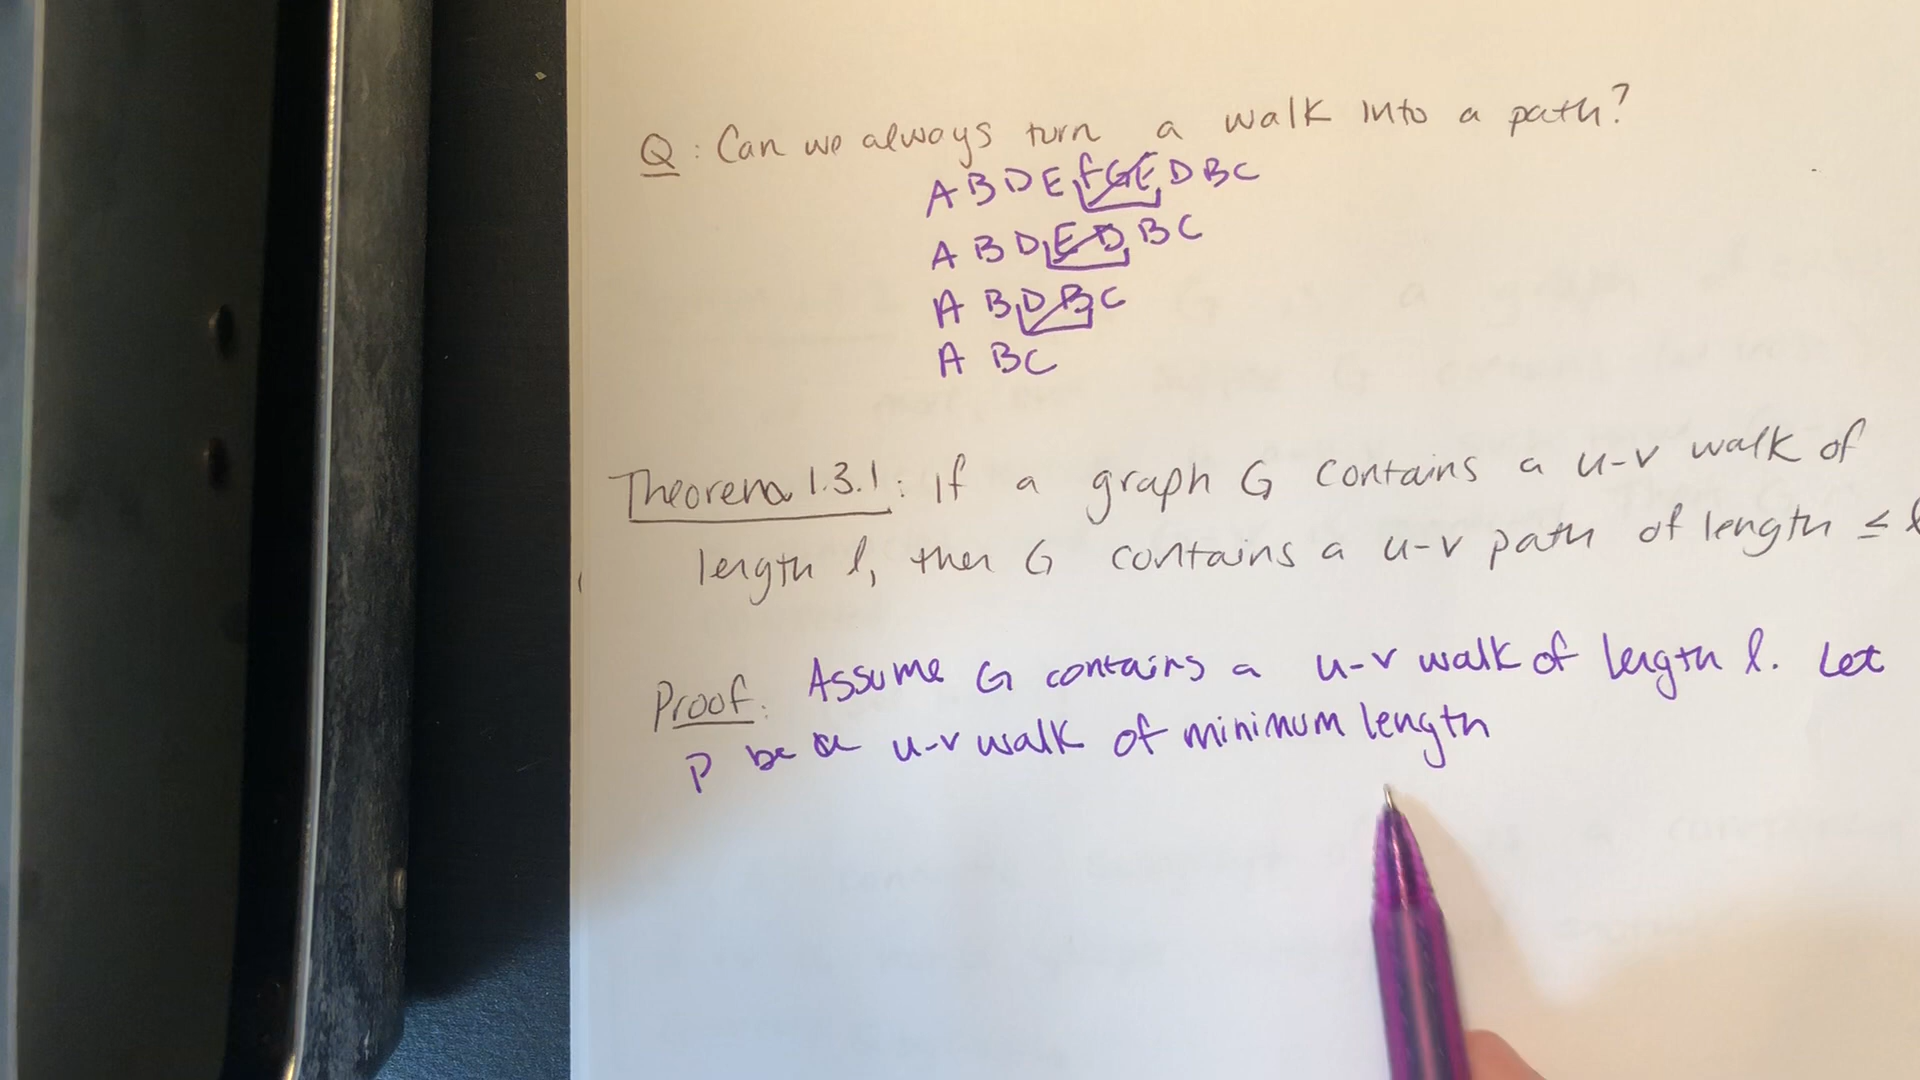 Q: Can we always turn a walk into a path?
A B D E F G E D B C
A B D E D B C
A B D B C
A B C
Theorem 1.3.1: If a graph G contains a u-v walk of
length l, then G contains a u-v path of length ≤ l
Proof: Assume G contains a u-v walk of length l. Let
P be a u-v walk of minimum length